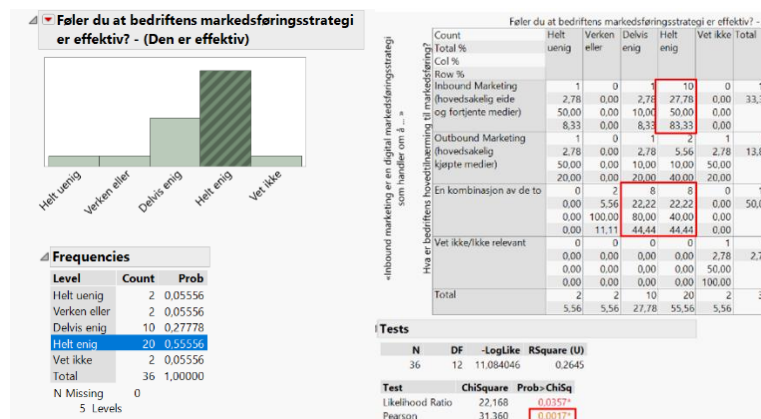 Føler du at bedriftens markedsføringsstrategi
er effektiv? - (Den er effektiv)
Helt uenig
Verken eller
Delvis enig
Helt enig
Vet ikke
Frequencies
Level Count Prob
Helt uenig 2 0,05556
Verken eller 2 0,05556
Delvis enig 10 0,27778
Helt enig 20 0,55556
Vet ikke 2 0,05556
Total 36 1,00000
N Missing 0
5 Levels
Føler du at bedriftens markedsføringsstrategi er effektiv? -
«Inbound marketing er en digital markedsføringsstrategi
som handler om å ... »
Hva er bedriftens hovedtilnærming til markedsføring?
Count Helt Verken Delvis Helt Vet ikke Total
Total % uenig eller enig enig
Col %
Row %
Inbound Marketing 1 0 1 10 0
(hovedsakelig eide 2,78 0,00 2,78 27,78 0,00 33,3
og fortjente medier) 50,00 0,00 10,00 50,00 0,00
8,33 0,00 8,33 83,33 0,00
Outbound Marketing 1 0 1 2 1
(hovedsakelig 2,78 0,00 2,78 5,56 2,78 13,8
kjøpte medier) 50,00 0,00 10,00 10,00 50,00
20,00 0,00 20,00 40,00 20,00
En kombinasjon av de to 0 2 8 8 0 1
0,00 5,56 22,22 22,22 0,00 50,0
0,00 100,00 80,00 40,00 0,00
0,00 11,11 44,44 44,44 0,00
Vet ikke/Ikke relevant 0 0 0 0 1
0,00 0,00 0,00 0,00 2,78 2,7
0,00 0,00 0,00 0,00 50,00
0,00 0,00 0,00 0,00 100,00
Total 2 2 10 20 2 3
5,56 5,56 27,78 55,56 5,56
Tests
N DF -LogLike RSquare (U)
36 12 11,084046 0,2645
Test ChiSquare Prob>ChiSq
Likelihood Ratio 22,168 0,0357*
Pearson 31,360 0,0017*